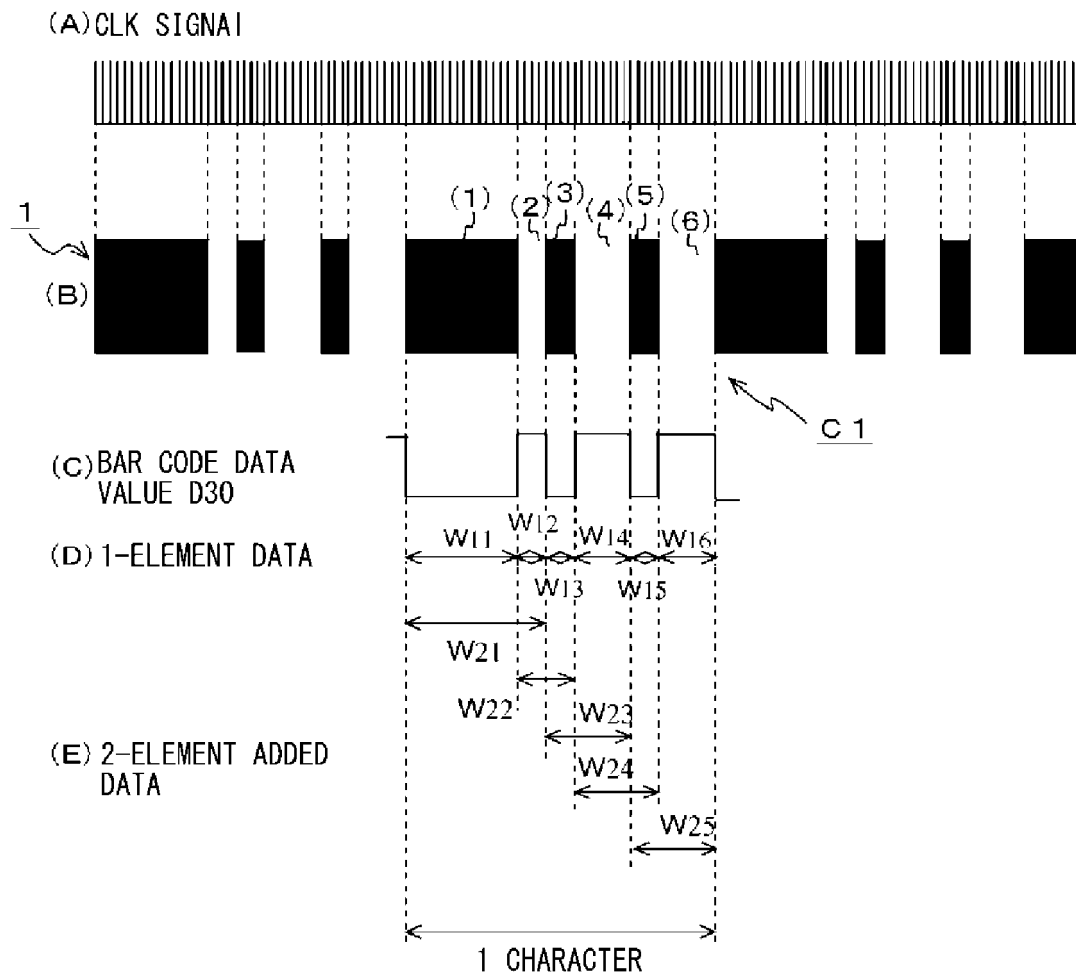 (A) CLK SIGNAl
1
(1)
(2)
(3)
(4)
(5)
(6)
(B)
C 1
(C) BAR CODE DATA
VALUE D30
(D) 1-ELEMENT DATA
W11
W12
W14
W16
W13
W15
W21
W22
W23
(E) 2-ELEMENT ADDED
DATA
W24
W25
1 CHARACTER